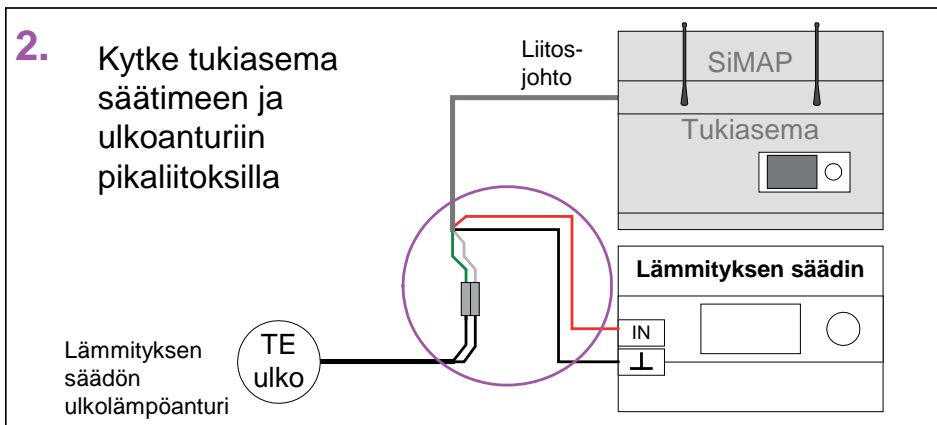 2.
Kytke tukiasema
säätimeen ja
ulkoanturiin
pikaliitoksilla
Liitos-
johto
SiMAP
Tukiasema
Lämmityksen säädin
IN
TE
ulko
Lämmityksen
säädön
ulkolämpöanturi